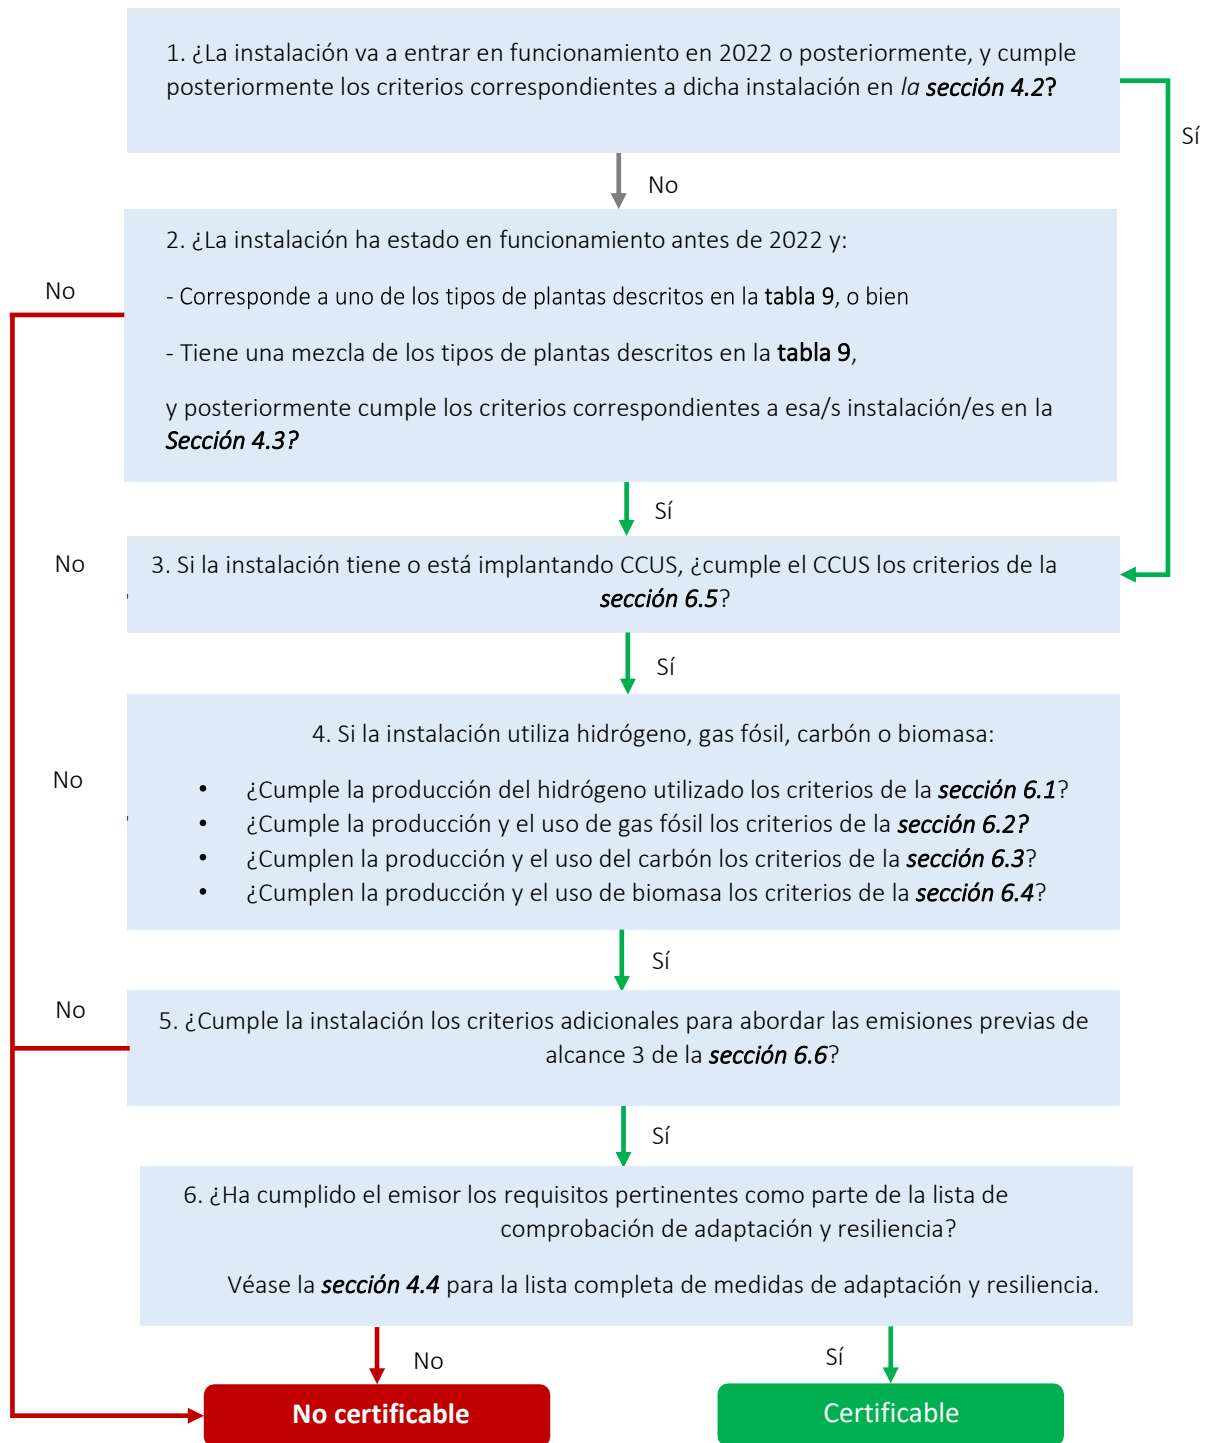 1. ¿La instalación va a entrar en funcionamiento en 2022 o posteriormente, y cumple
posteriormente los criterios correspondientes a dicha instalación en la sección 4.2?
Sí
No
2. ¿La instalación ha estado en funcionamiento antes de 2022 y:
- Corresponde a uno de los tipos de plantas descritos en la tabla 9, o bien
- Tiene una mezcla de los tipos de plantas descritos en la tabla 9,
y posteriormente cumple los criterios correspondientes a esa/s instalación/es en la
Sección 4.3?
No
Sí
3. Si la instalación tiene o está implantando CCUS, ¿cumple el CCUS los criterios de la
sección 6.5?
No
Sí
4. Si la instalación utiliza hidrógeno, gas fósil, carbón o biomasa:
• ¿Cumple la producción del hidrógeno utilizado los criterios de la sección 6.1?
• ¿Cumple la producción y el uso de gas fósil los criterios de la sección 6.2?
• ¿Cumplen la producción y el uso del carbón los criterios de la sección 6.3?
• ¿Cumplen la producción y el uso de biomasa los criterios de la sección 6.4?
No
Sí
5. ¿Cumple la instalación los criterios adicionales para abordar las emisiones previas de
alcance 3 de la sección 6.6?
No
Sí
6. ¿Ha cumplido el emisor los requisitos pertinentes como parte de la lista de
comprobación de adaptación y resiliencia?
Véase la sección 4.4 para la lista completa de medidas de adaptación y resiliencia.
No
Sí
No certificable
Certificable